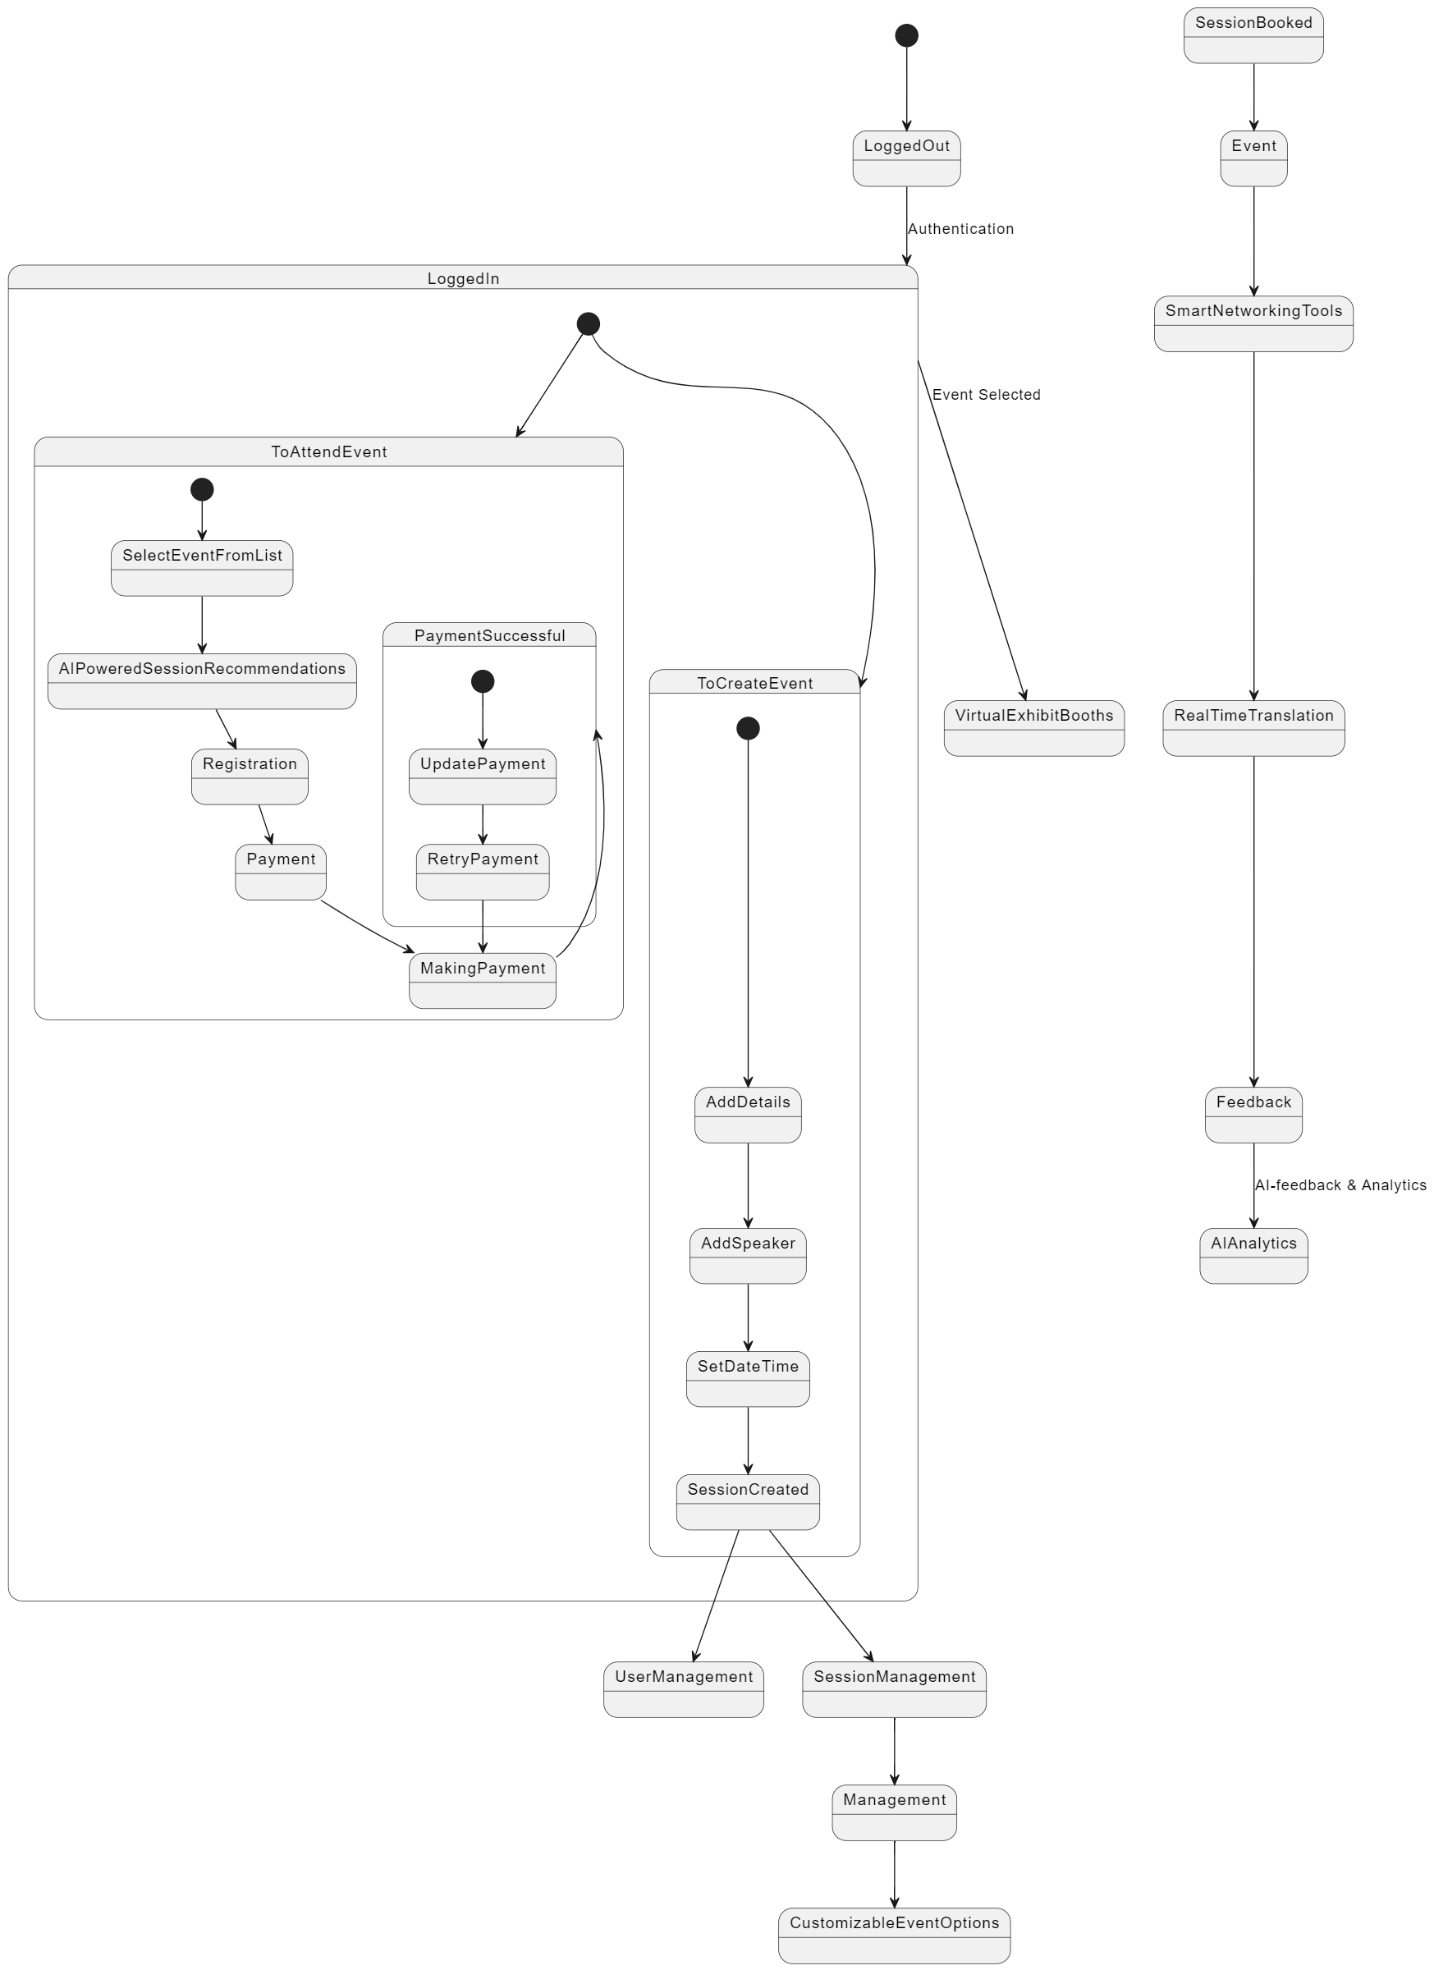 SessionBooked
LoggedOut
Event
Authentication
LoggedIn
SmartNetworkingTools
Event Selected
ToAttendEvent
SelectEventFromList
PaymentSuccessful
AIPoweredSessionRecommendations
ToCreateEvent
VirtualExhibitBooths
RealTimeTranslation
Registration
UpdatePayment
Payment
RetryPayment
MakingPayment
AddDetails
Feedback
AI-feedback & Analytics
AddSpeaker
AIAnalytics
SetDateTime
SessionCreated
UserManagement
SessionManagement
Management
CustomizableEventOptions